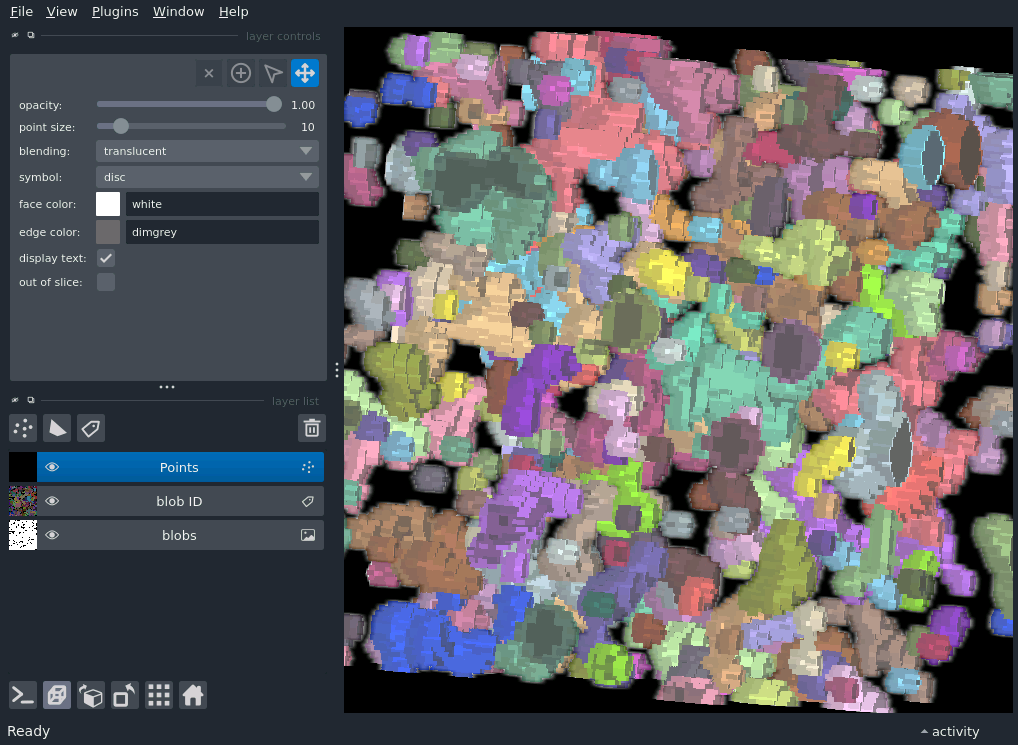 File View Plugins Window Help
layer controls
opacity: 1.00
point size: 10
blending: translucent
symbol: disc
face color: white
edge color: dimgrey
display text:
out of slice:
layer list
Points
blob ID
blobs
Ready
activity